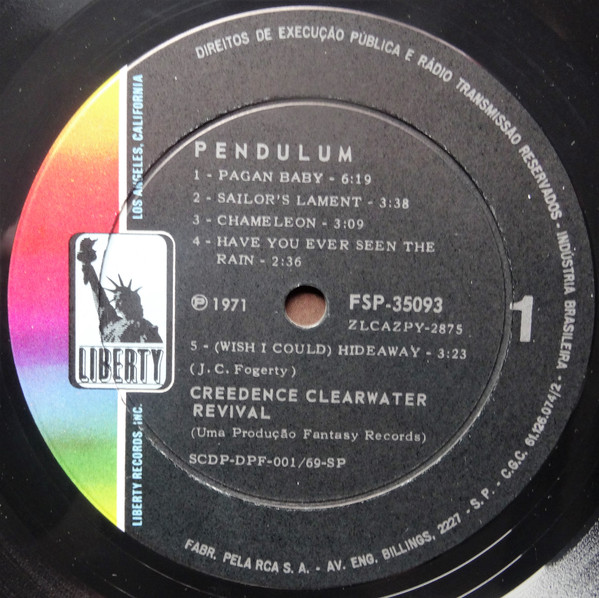 DIREITOS DE EXECUÇÃO PÚBLICA E RÁDIO TRANSMISSÃO RESERVADOS - INDÚSTRIA BRASILEIRA -
LOS ANGELES, CALIFORNIA
PENDULUM
1 - PAGAN BABY - 6:19
2 - SAILOR'S LAMENT - 3:38
3 - CHAMELEON - 3:09
4 - HAVE YOU EVER SEEN THE
RAIN - 2:36
LIBERTY
℗ 1971 FSP-35093
ZLCAZPY-2875
1
5 - (WISH I COULD) HIDEAWAY - 3:23
(J. C. Fogerty)
CREEDENCE CLEARWATER
REVIVAL
(Uma Produção Fantasy Records)
SCDP-DPF-001/69-SP
LIBERTY RECORDS, INC.
FABR. PELA RCA S. A. - AV. ENG. BILLINGS, 2227 - S. P. - C.G.C. 61.126.074/2 -